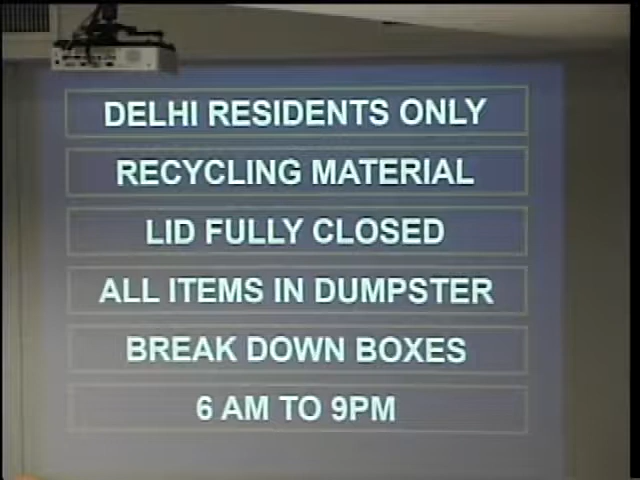 DELHI RESIDENTS ONLY
RECYCLING MATERIAL
LID FULLY CLOSED
ALL ITEMS IN DUMPSTER
BREAK DOWN BOXES
6 AM TO 9PM